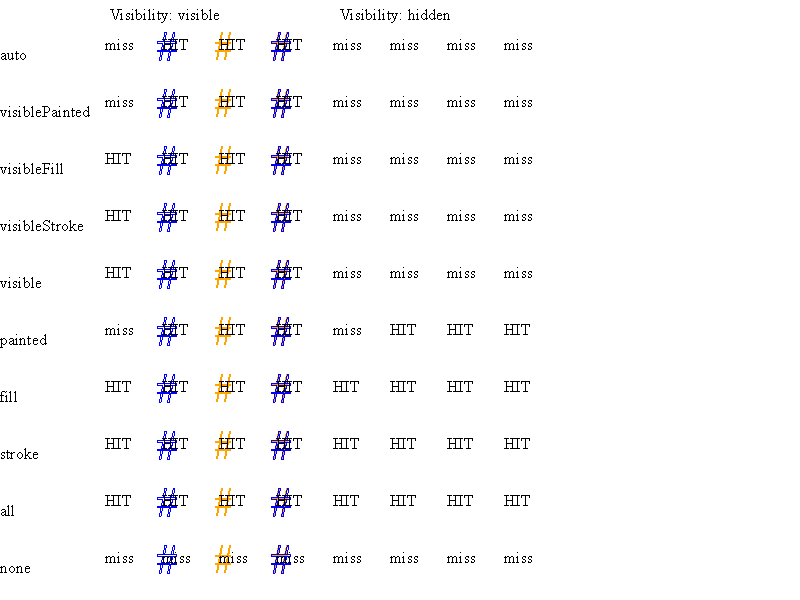 Visibility: visible Visibility: hidden
auto miss # HIT # HIT # HIT miss miss miss miss
visiblePainted miss # HIT # HIT # HIT miss miss miss miss
visibleFill HIT # HIT # HIT # HIT miss miss miss miss
visibleStroke HIT # HIT # HIT # HIT miss miss miss miss
visible HIT # HIT # HIT # HIT miss miss miss miss
painted miss # HIT # HIT # HIT miss HIT HIT HIT
fill HIT # HIT # HIT # HIT HIT HIT HIT HIT
stroke HIT # HIT # HIT # HIT HIT HIT HIT HIT
all HIT # HIT # HIT # HIT HIT HIT HIT HIT
none miss # miss # miss # miss miss miss miss miss